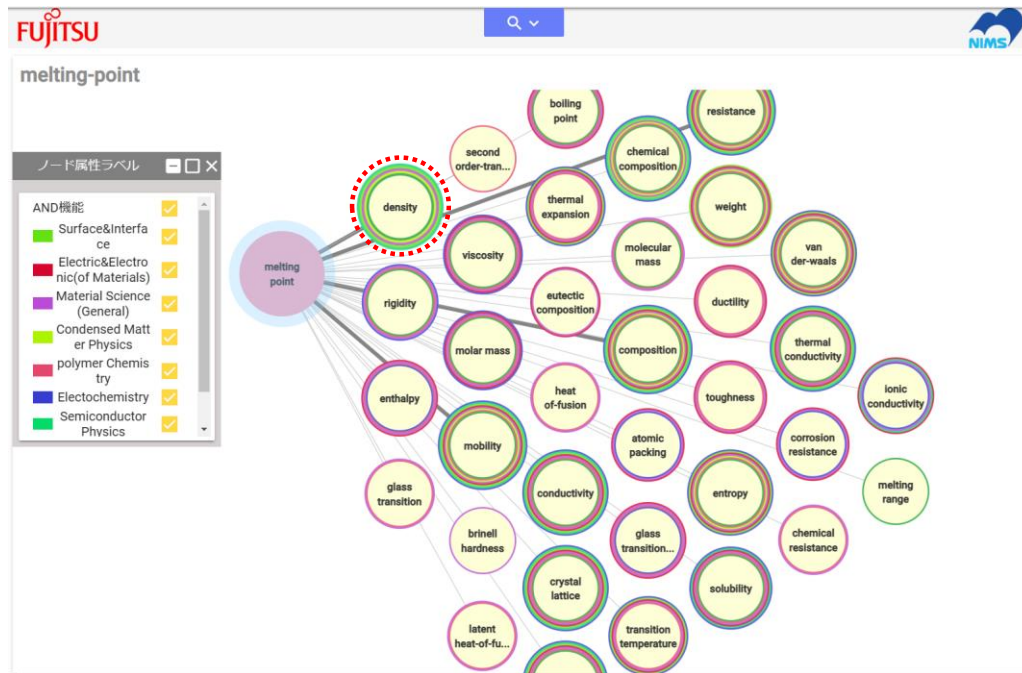 FUJITSU
NIMS
melting-point
ノード属性ラベル
AND機能
Surface&Interfa
ce
Electric&Electro
nic(of Materials)
Material Science
(General)
Condensed Matt
er Physics
polymer Chemis
try
Electochemistry
Semiconductor
Physics
melting
point
density
rigidity
enthalpy
glass
transition
second
order-tran...
viscosity
molar mass
mobility
brinell
hardness
latent
heat-of-fu...
boiling
point
thermal
expansion
eutectic
composition
heat
of-fusion
conductivity
crystal
lattice
chemical
composition
molecular
mass
composition
atomic
packing
glass
transition...
transition
temperature
resistance
weight
ductility
toughness
entropy
solubility
van
der-waals
thermal
conductivity
corrosion
resistance
chemical
resistance
ionic
conductivity
melting
range